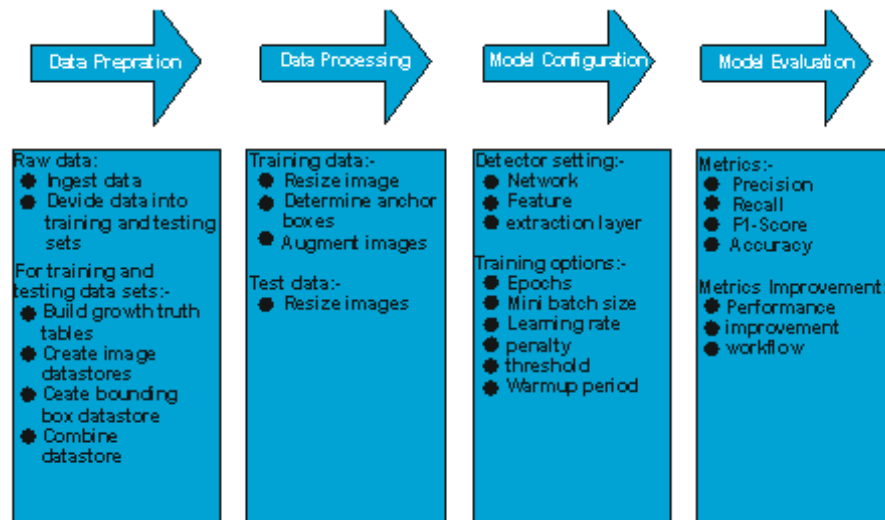 Data Prepration
Data Processing
Model Configuration
Model Evaluation
Raw data:
Ingest data
Devide data into
training and testing
sets
For training and
testing data sets:-
Build growth truth
tables
Create image
datastores
Ceate bounding
box datastore
Combine
datastore
Training data:-
Resize image
Determine anchor
boxes
Augment images
Test data:-
Resize images
Detector setting:-
Network
Feature
extraction layer
Training options:-
Epochs
Mini batch size
Learning rate
penalty
threshold
Warmup period
Metrics:-
Precision
Recall
F1-Score
Accuracy
Metrics Improvement:
Performance
improvement
workflow